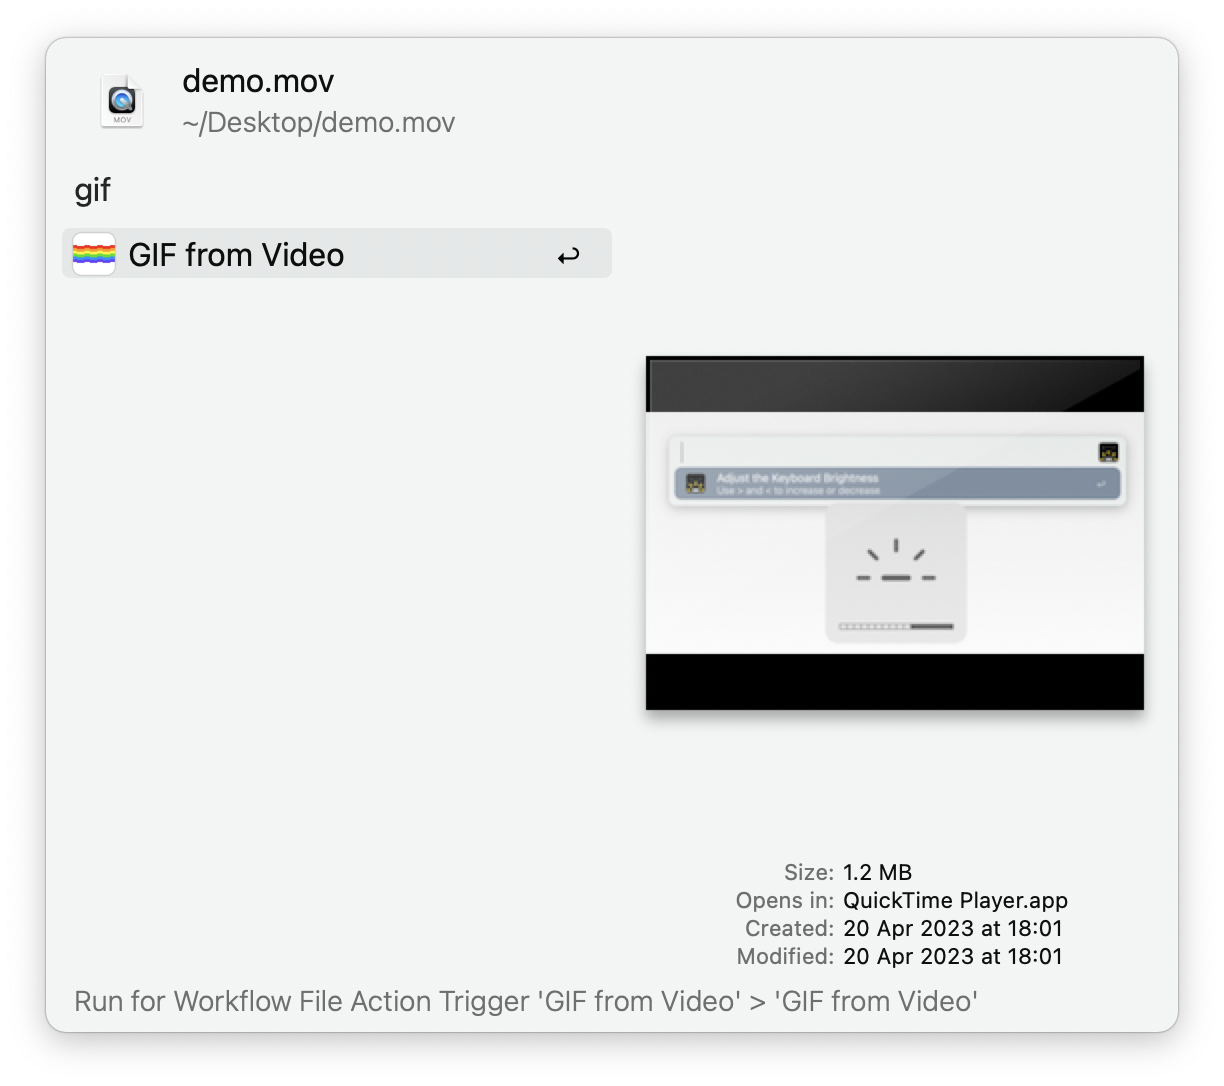 demo.mov
~/Desktop/demo.mov
MOV
gif
GIF from Video
Adjust the Keyboard Brightness
Use > and < to increase or decrease
Size: 1.2 MB
Opens in: QuickTime Player.app
Created: 20 Apr 2023 at 18:01
Modified: 20 Apr 2023 at 18:01
Run for Workflow File Action Trigger 'GIF from Video' > 'GIF from Video'